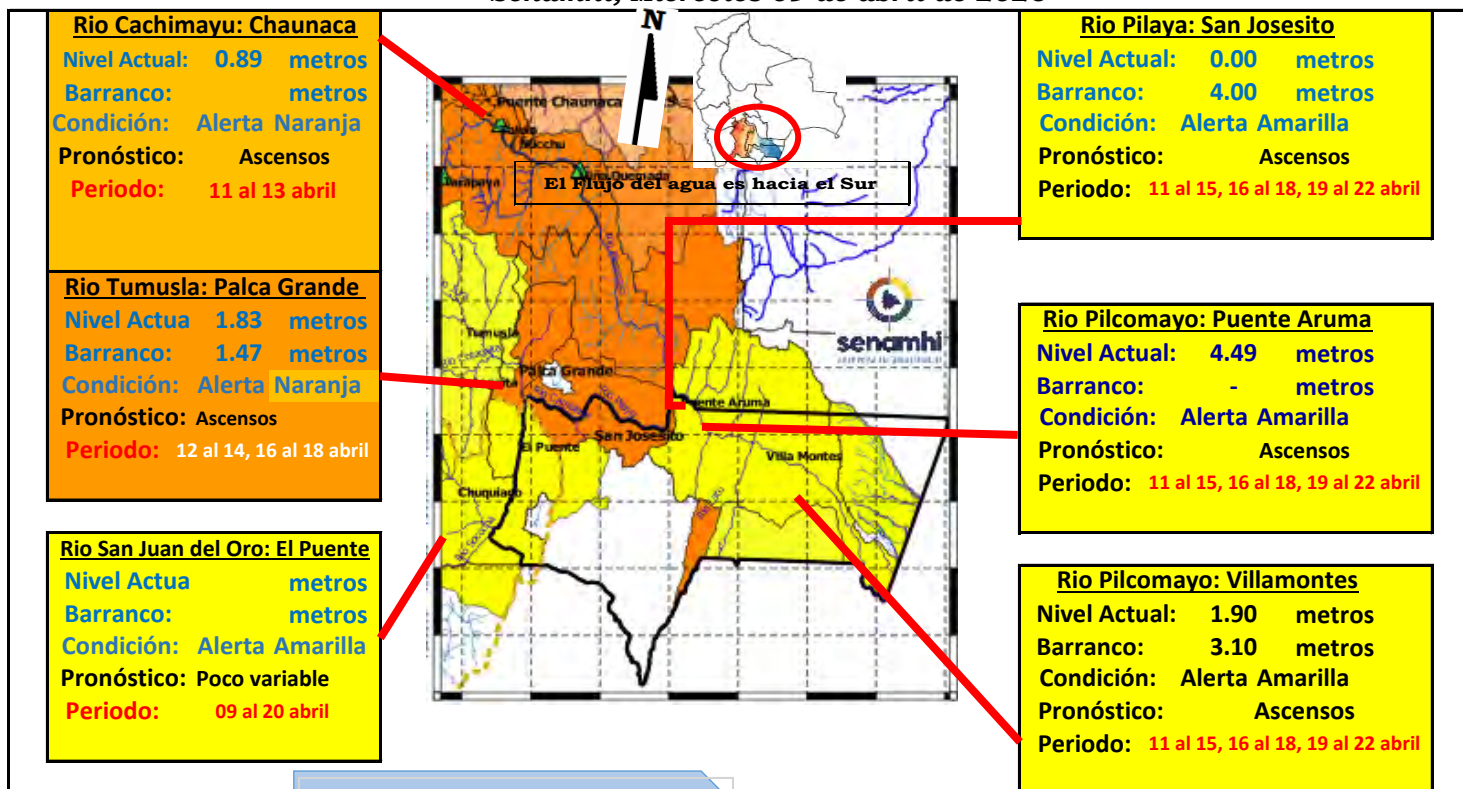 Rio Cachimayu: Chaunaca
Nivel Actual: 0.89 metros
Barranco: metros
Condición: Alerta Naranja
Pronóstico: Ascensos
Periodo: 11 al 13 abril
Rio Tumusla: Palca Grande
Nivel Actua 1.83 metros
Barranco: 1.47 metros
Condición: Alerta Naranja
Pronóstico: Ascensos
Periodo: 12 al 14, 16 al 18 abril
Rio San Juan del Oro: El Puente
Nivel Actua metros
Barranco: metros
Condición: Alerta Amarilla
Pronóstico: Poco variable
Periodo: 09 al 20 abril
N
Puente Chaunaca
El Flujo del agua es hacia el Sur
Tumusla
Palca Grande
Puente Aruma
San Josesito
El Puente
Villa Montes
Chuquiago
senamhi
Rio Pilaya: San Josesito
Nivel Actual: 0.00 metros
Barranco: 4.00 metros
Condición: Alerta Amarilla
Pronóstico: Ascensos
Periodo: 11 al 15, 16 al 18, 19 al 22 abril
Rio Pilcomayo: Puente Aruma
Nivel Actual: 4.49 metros
Barranco: -
Condición: Alerta Amarilla
Pronóstico: Ascensos
Periodo: 11 al 15, 16 al 18, 19 al 22 abril
Rio Pilcomayo: Villamontes
Nivel Actual: 1.90 metros
Barranco: 3.10 metros
Condición: Alerta Amarilla
Pronóstico: Ascensos
Periodo: 11 al 15, 16 al 18, 19 al 22 abril